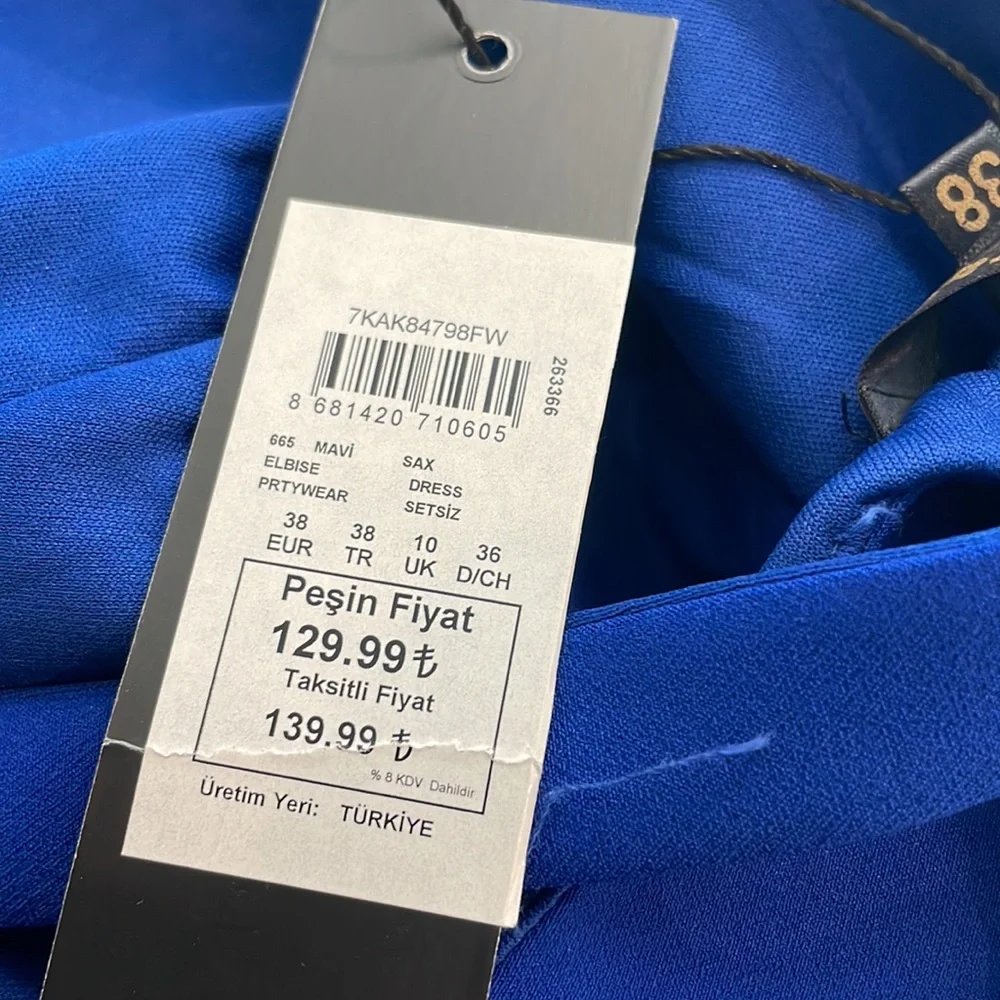 38
7KAK84798FW
263366
8 681420 710605
665 MAVİ SAX
ELBISE DRESS
PRTYWEAR SETSİZ
38 38 10 36
EUR TR UK D/CH
Peşin Fiyat
129.99₺
Taksitli Fiyat
139.99 ₺
% 8 KDV Dahildir
Üretim Yeri: TÜRKİYE